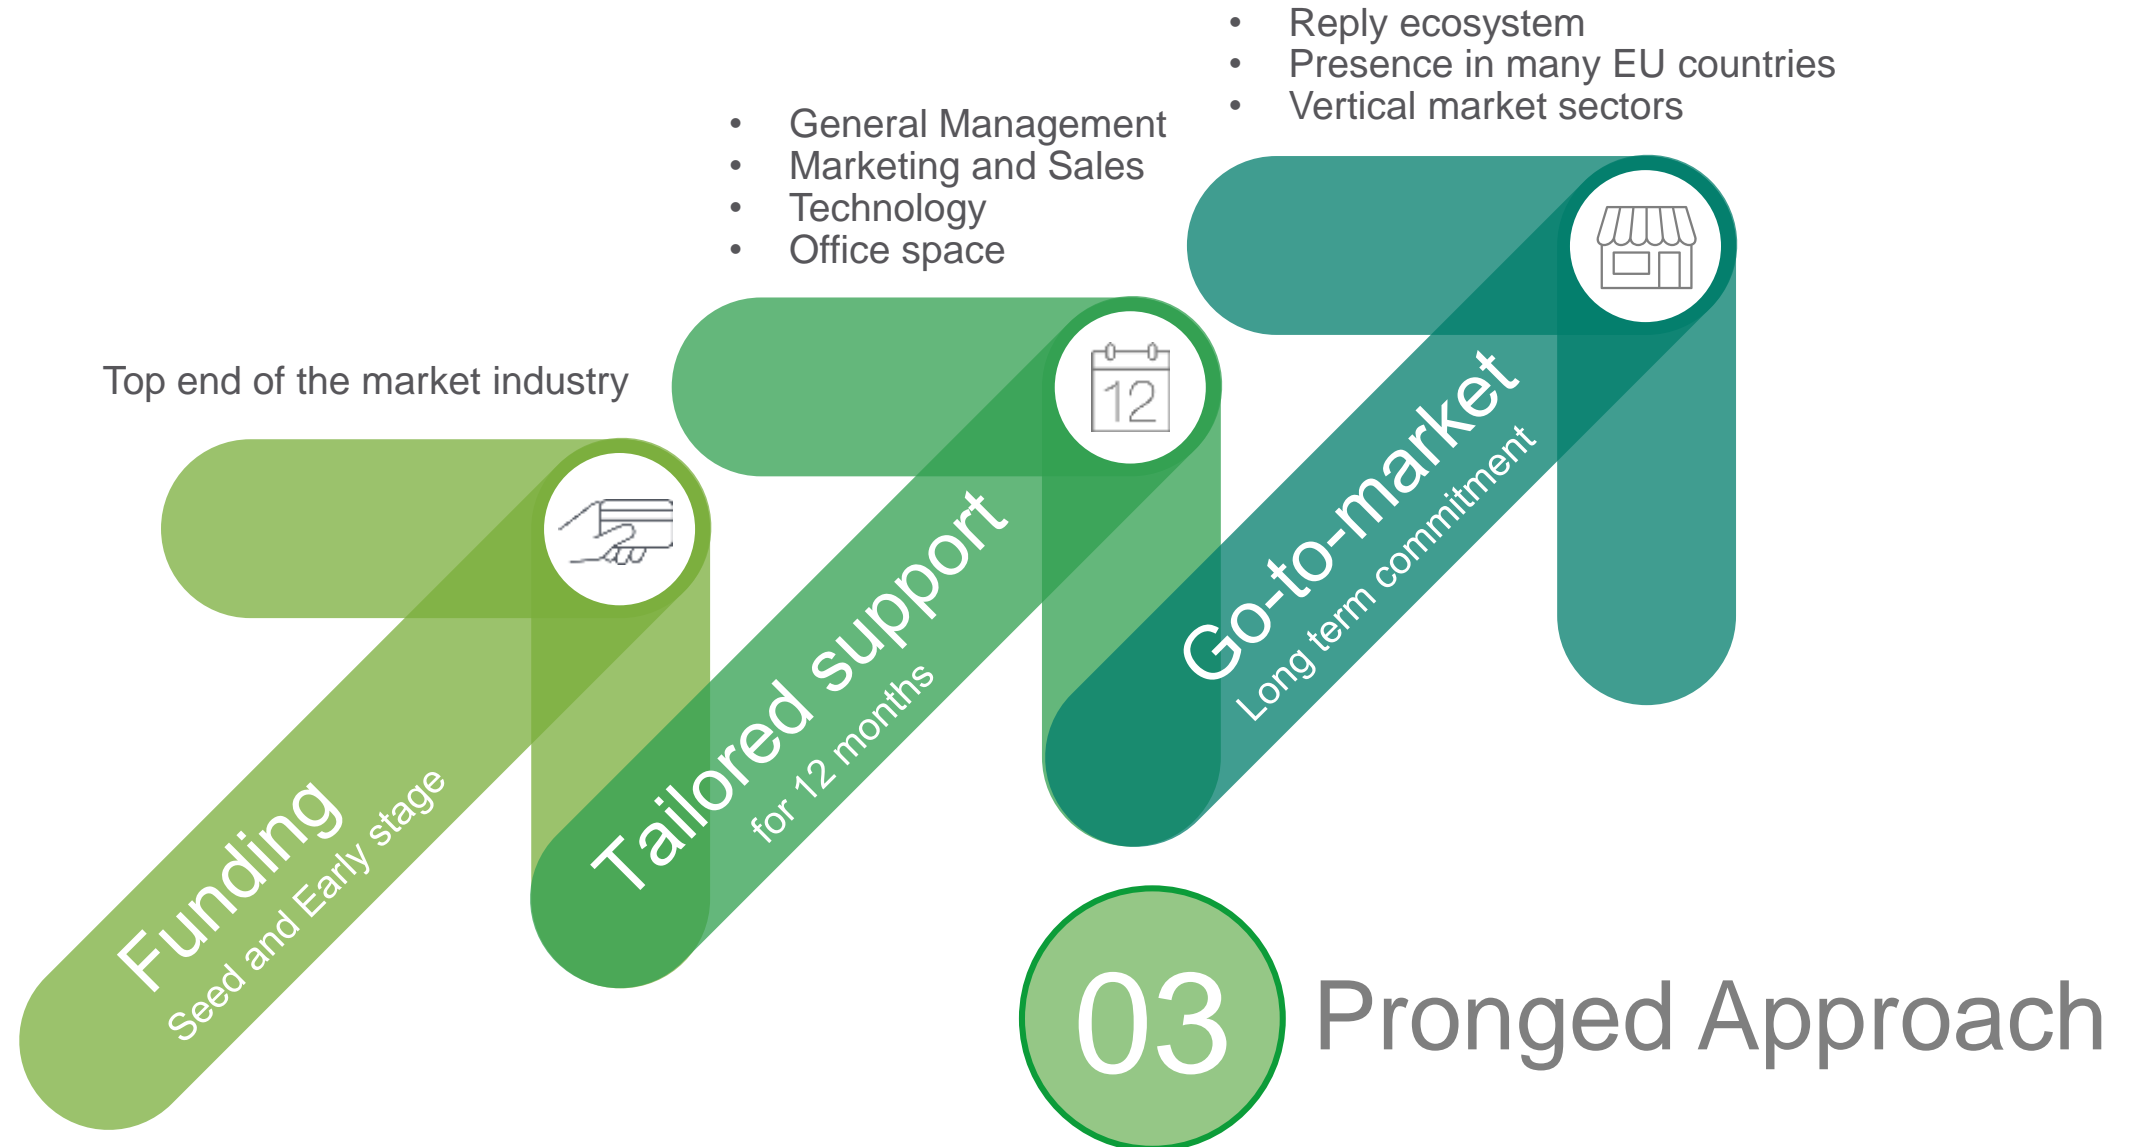 • Reply ecosystem
• Presence in many EU countries
• Vertical market sectors
• General Management
• Marketing and Sales
• Technology
• Office space
Top end of the market industry
12
Funding
Seed and Early stage
Tailored support
for 12 months
Go-to-market
Long term commitment
03 Pronged Approach